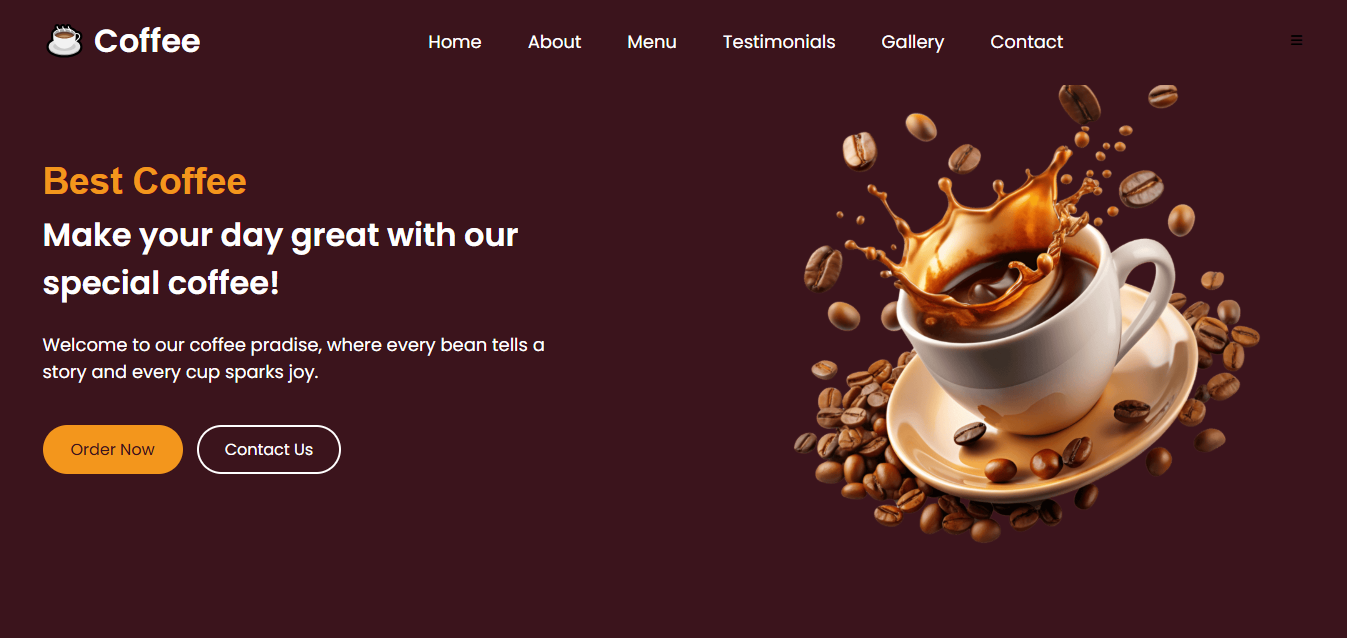 Coffee
Home About Menu Testimonials Gallery Contact
Best Coffee
Make your day great with our
special coffee!
Welcome to our coffee pradise, where every bean tells a
story and every cup sparks joy.
Order Now Contact Us